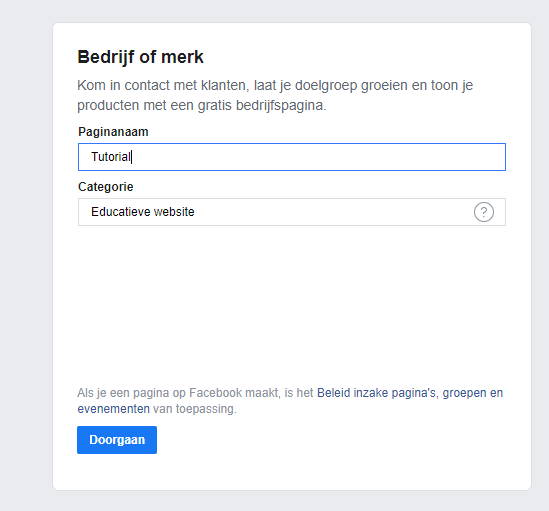 Bedrijf of merk
Kom in contact met klanten, laat je doelgroep groeien en toon je
producten met een gratis bedrijfspagina.
Paginanaam
Tutorial
Categorie
Educatieve website
?
Als je een pagina op Facebook maakt, is het Beleid inzake pagina's, groepen en
evenementen van toepassing.
Doorgaan